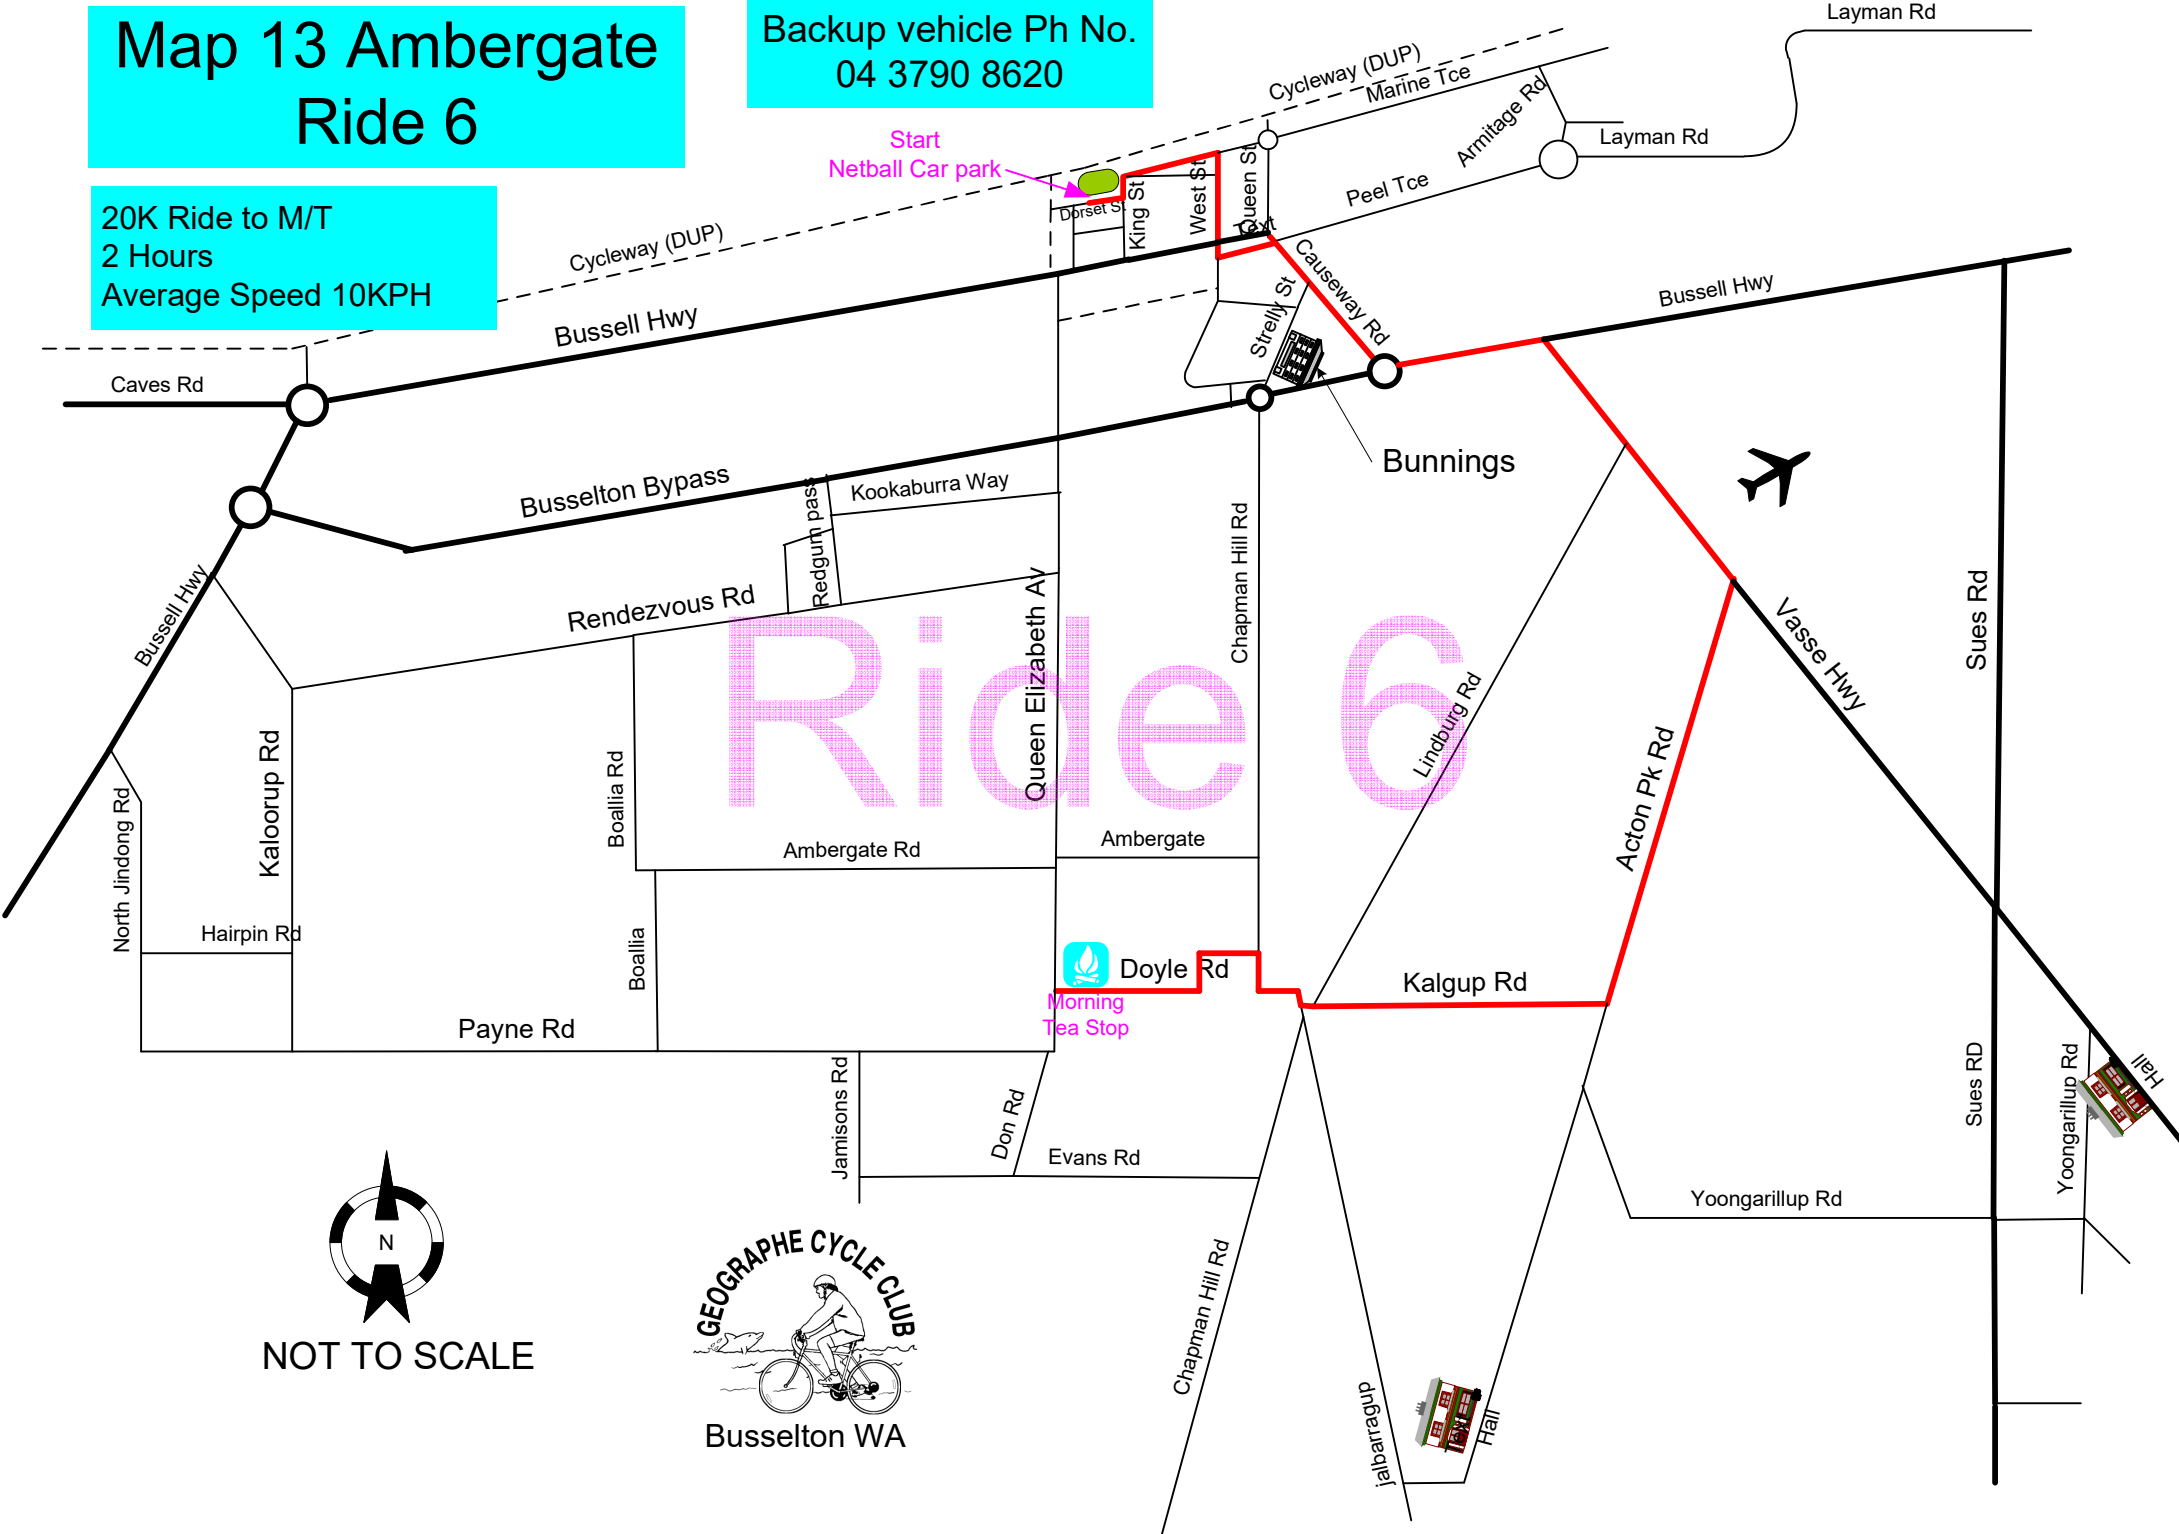 Map 13 Ambergate
Ride 6
Backup vehicle Ph No.
04 3790 8620
20K Ride to M/T
2 Hours
Average Speed 10KPH
Layman Rd
Cycleway (DUP)
Marine Tce
Armitage Rd
Layman Rd
Start
Netball Car park
Dorset St
King St
West St
Queen St
Text
Peel Tce
Cycleway (DUP)
Causeway Rd
Strelly St
Bussell Hwy
Bussell Hwy
Caves Rd
Bunnings
Busselton Bypass
Redgum pass
Kookaburra Way
Chapman Hill Rd
Bussell Hwy
Rendezvous Rd
Queen Elizabeth Av
Ride 6
Lindburg Rd
Vasse Hwy
Sues Rd
Acton Pk Rd
North Jindong Rd
Kaloorup Rd
Boallia Rd
Ambergate Rd
Ambergate
Hairpin Rd
Boallia
Doyle Rd
Kalgup Rd
Morning
Tea Stop
Payne Rd
Jamisons Rd
Don Rd
Evans Rd
Sues RD
Yoongarillup Rd
Hall
Yoongarillup Rd
N
NOT TO SCALE
GEOGRAPHE CYCLE CLUB
Busselton WA
Chapman Hill Rd
jalbarragup
Text
Hall